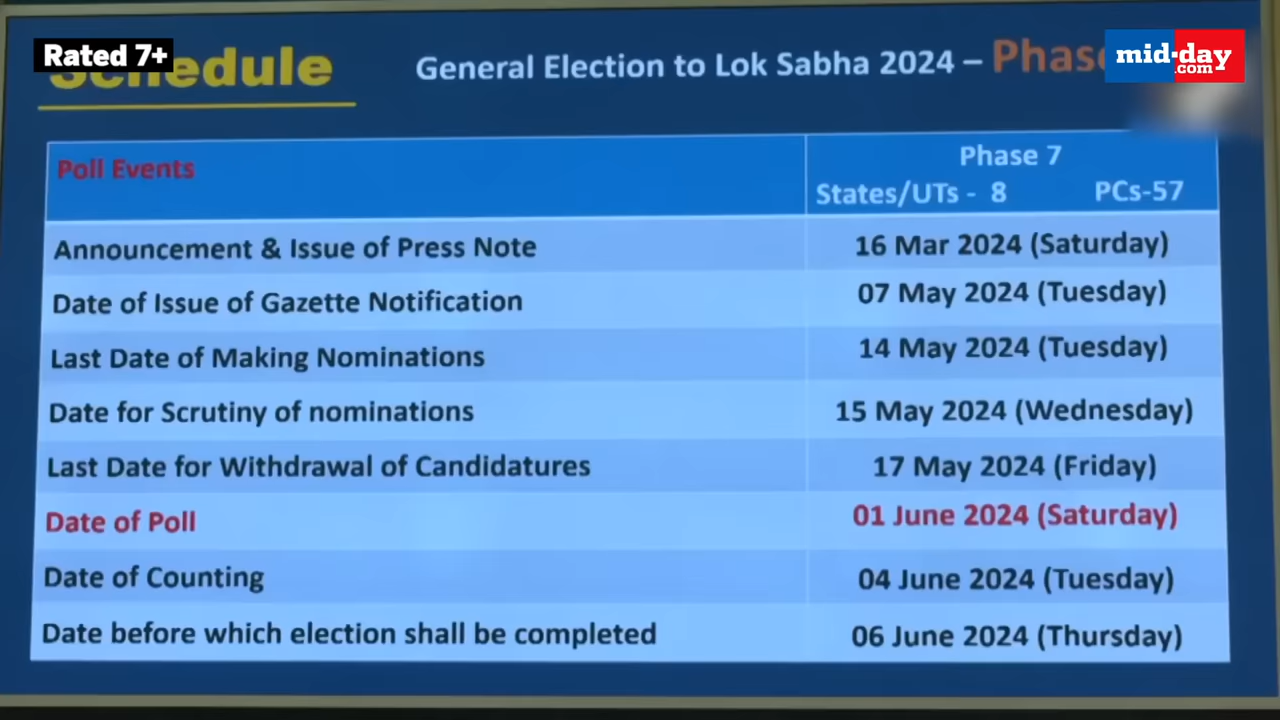 Rated 7+
Schedule
General Election to Lok Sabha 2024 – Phase
mid-day
.com
Poll Events
Phase 7
States/UTs - 8 PCs-57
Announcement & Issue of Press Note 16 Mar 2024 (Saturday)
Date of Issue of Gazette Notification 07 May 2024 (Tuesday)
Last Date of Making Nominations 14 May 2024 (Tuesday)
Date for Scrutiny of nominations 15 May 2024 (Wednesday)
Last Date for Withdrawal of Candidatures 17 May 2024 (Friday)
Date of Poll 01 June 2024 (Saturday)
Date of Counting 04 June 2024 (Tuesday)
Date before which election shall be completed 06 June 2024 (Thursday)